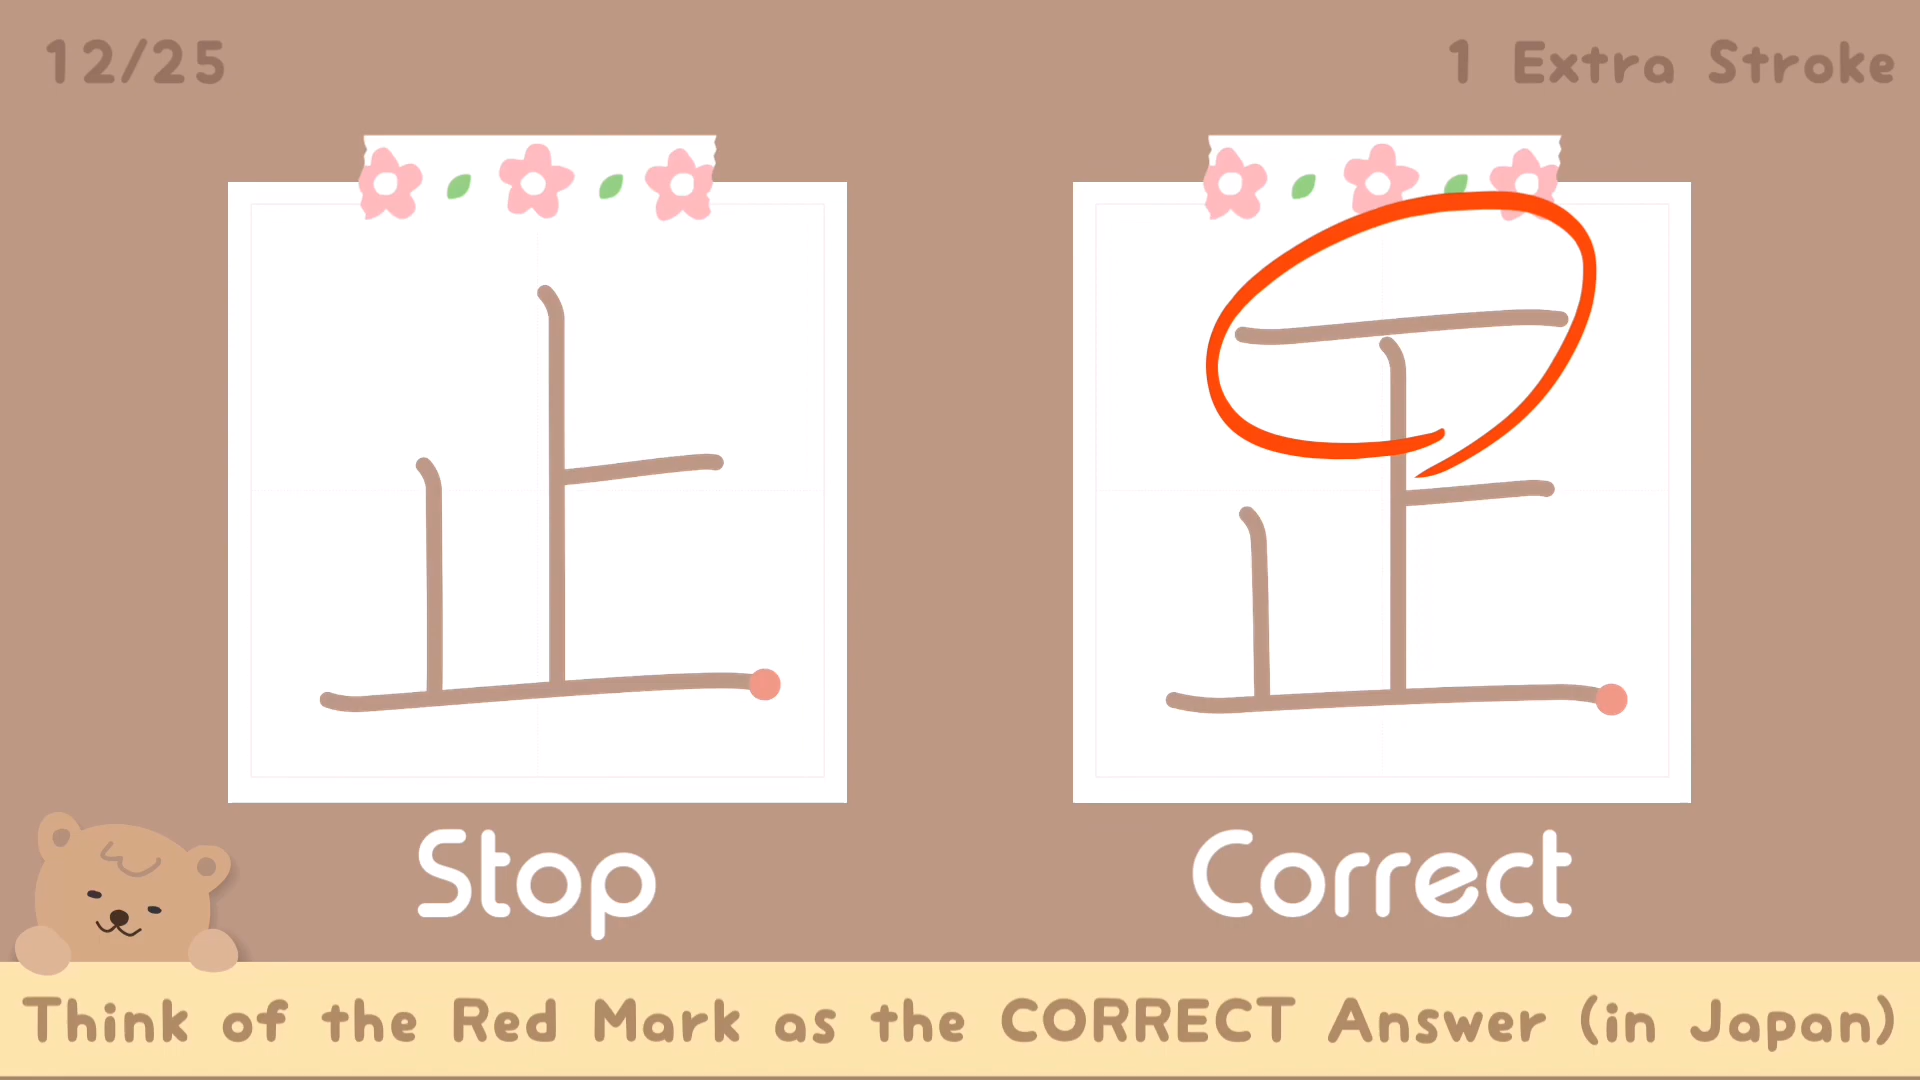 12/25
1 Extra Stroke
止
正
Stop
Correct
Think of the Red Mark as the CORRECT Answer (in Japan)